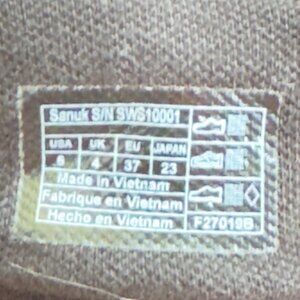 Sanuk S/N SWS10001
USA UK EU JAPAN
6 4 37 23
Made in Vietnam
Fabrique en Vietnam
Hecho en Vietnam F27019B